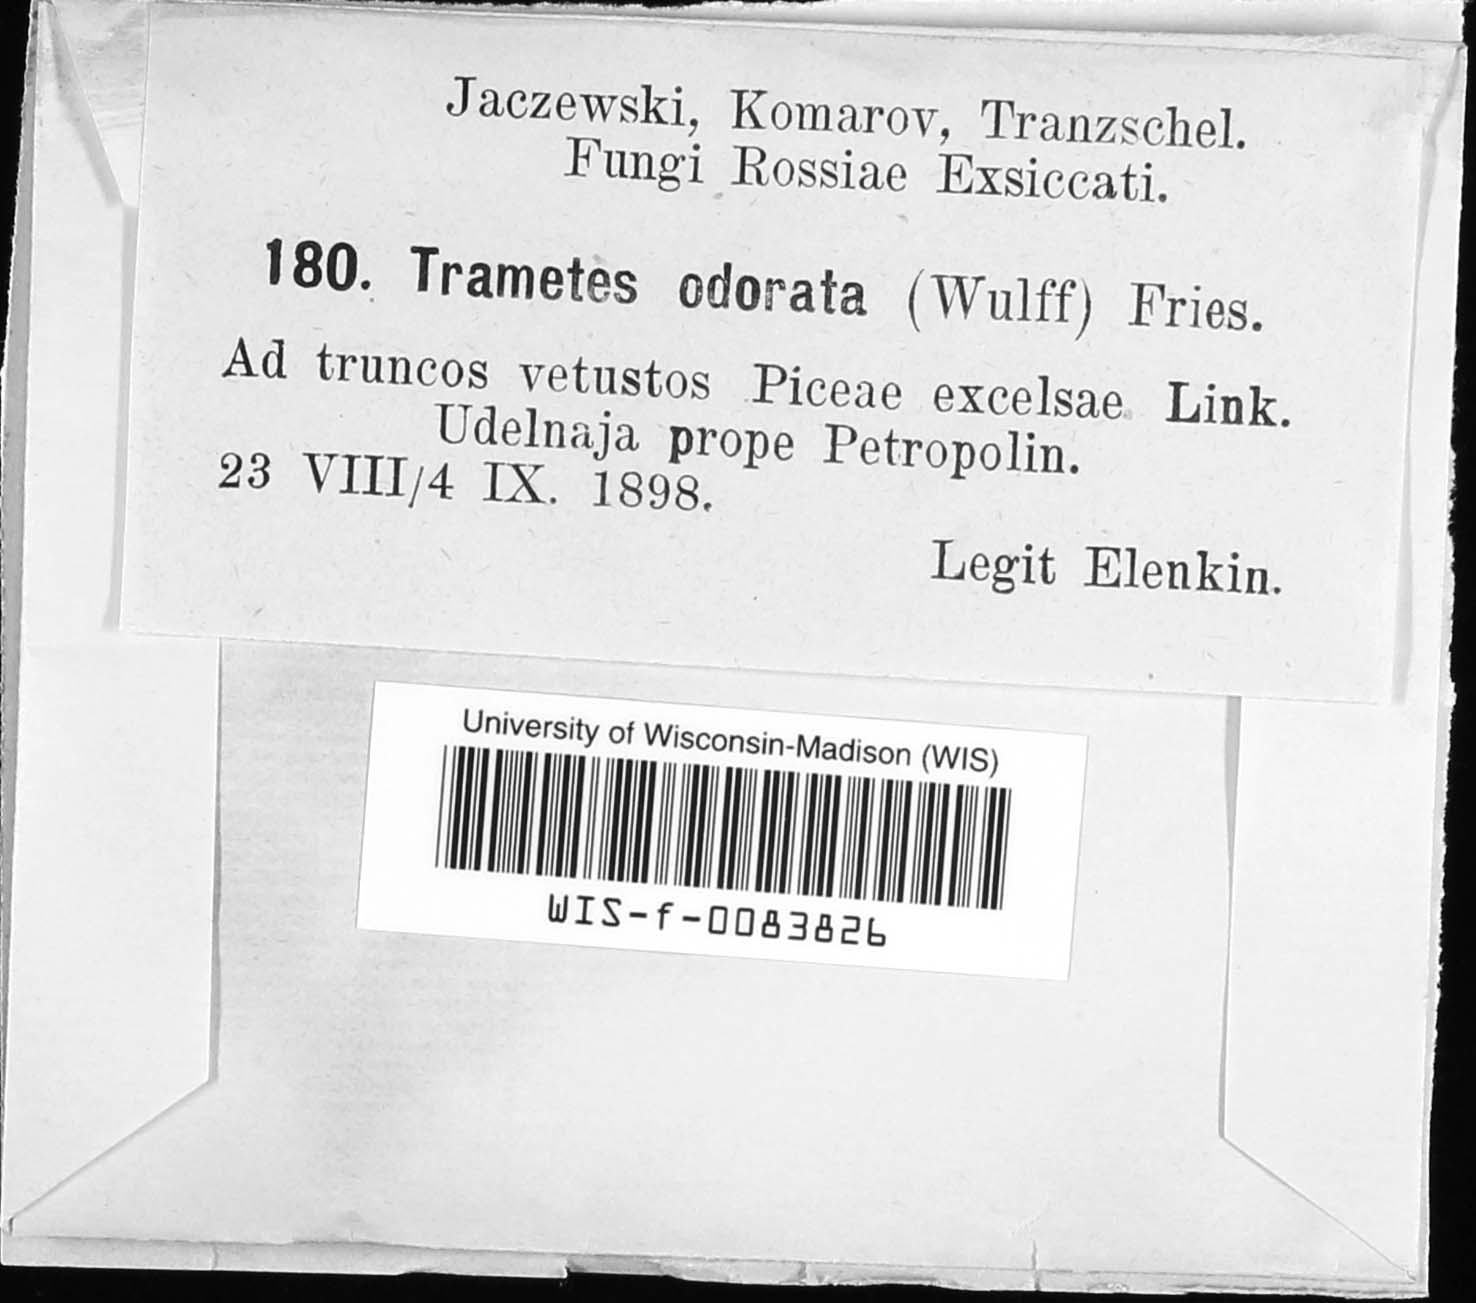 Jaczewski, Komarov, Tranzschel.
Fungi Rossiae Exsiccati.
180. Trametes odorata (Wulff) Fries.
Ad truncos vetustos Piceae excelsae Link.
Udelnaja prope Petropolin.
23 VIII/4 IX. 1898.
Legit Elenkin.
University of Wisconsin-Madison (WIS)
WIS-f-0083826